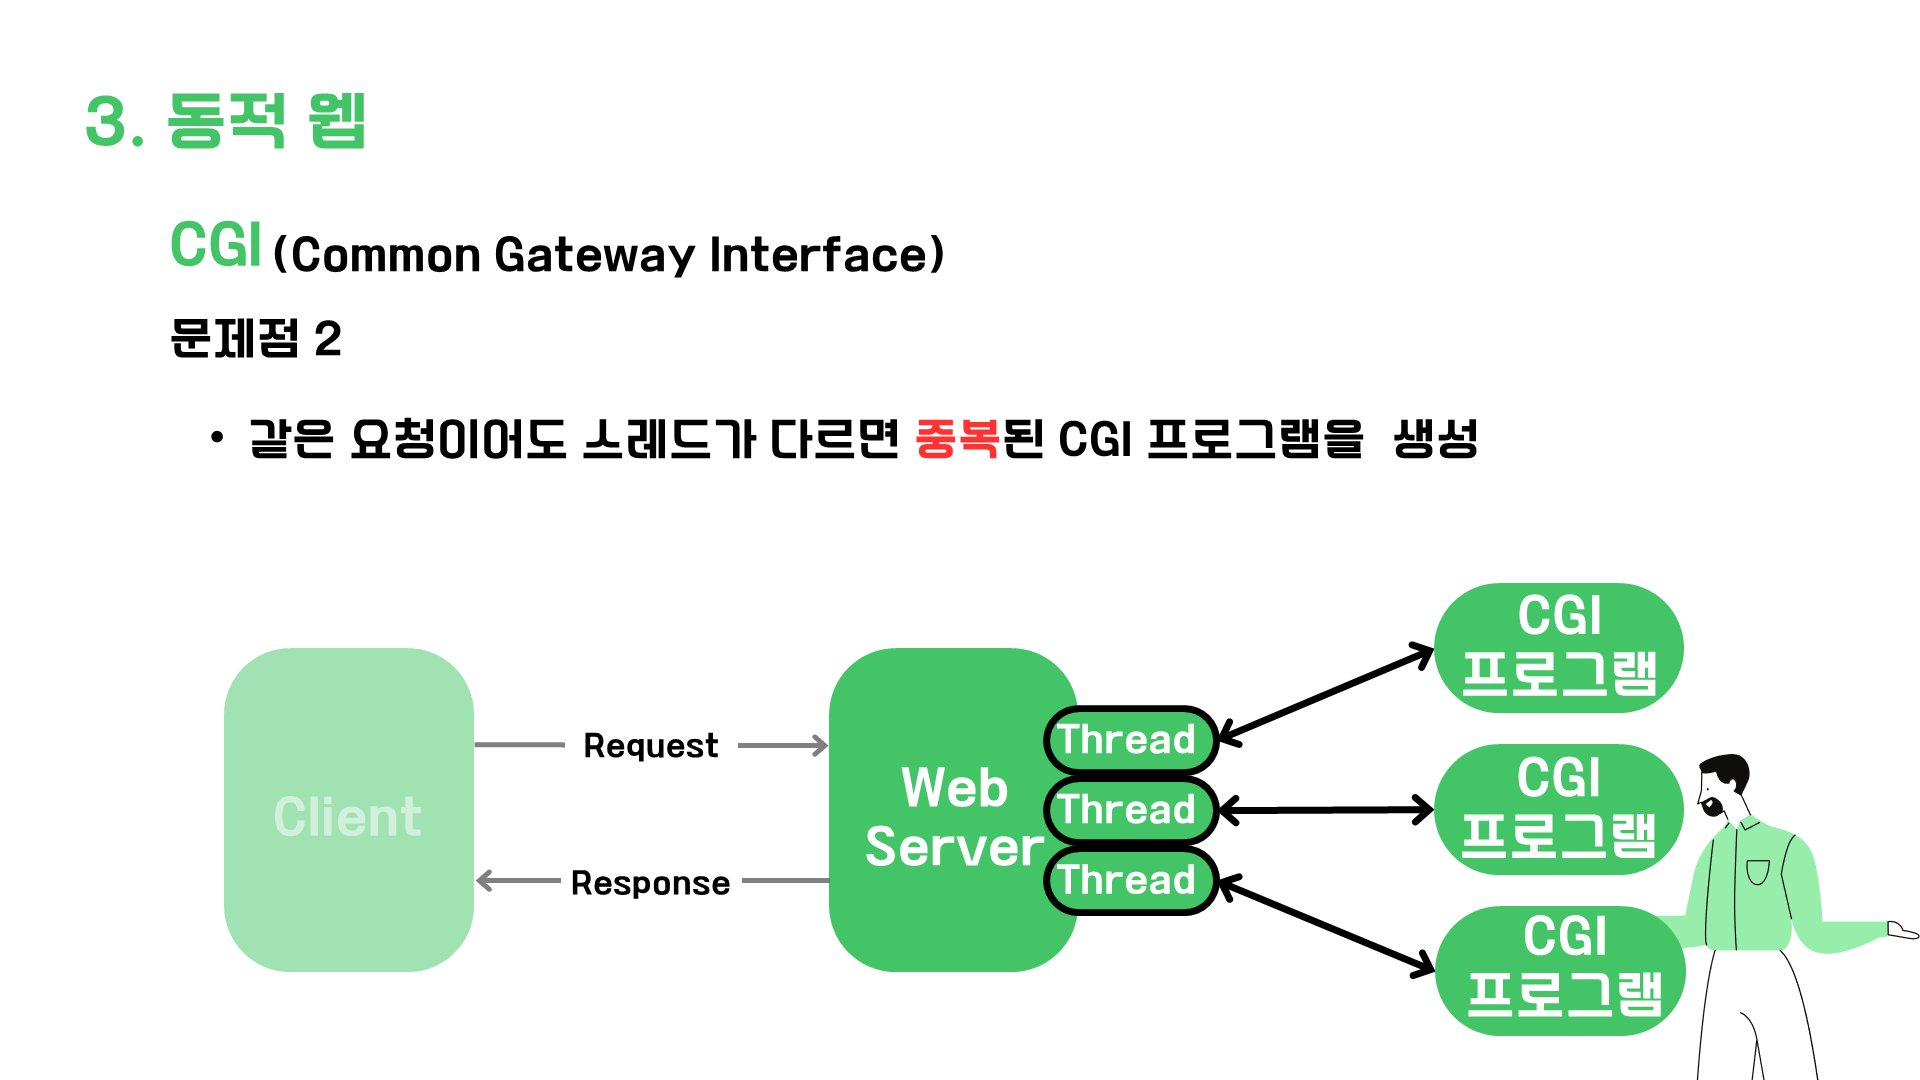 3. 동적 웹
CGI (Common Gateway Interface)
문제점 2
• 같은 요청이어도 스레드가 다르면 중복된 CGI 프로그램을 생성
Client
Request
Response
Web
Server
Thread
Thread
Thread
CGI
프로그램
CGI
프로그램
CGI
프로그램